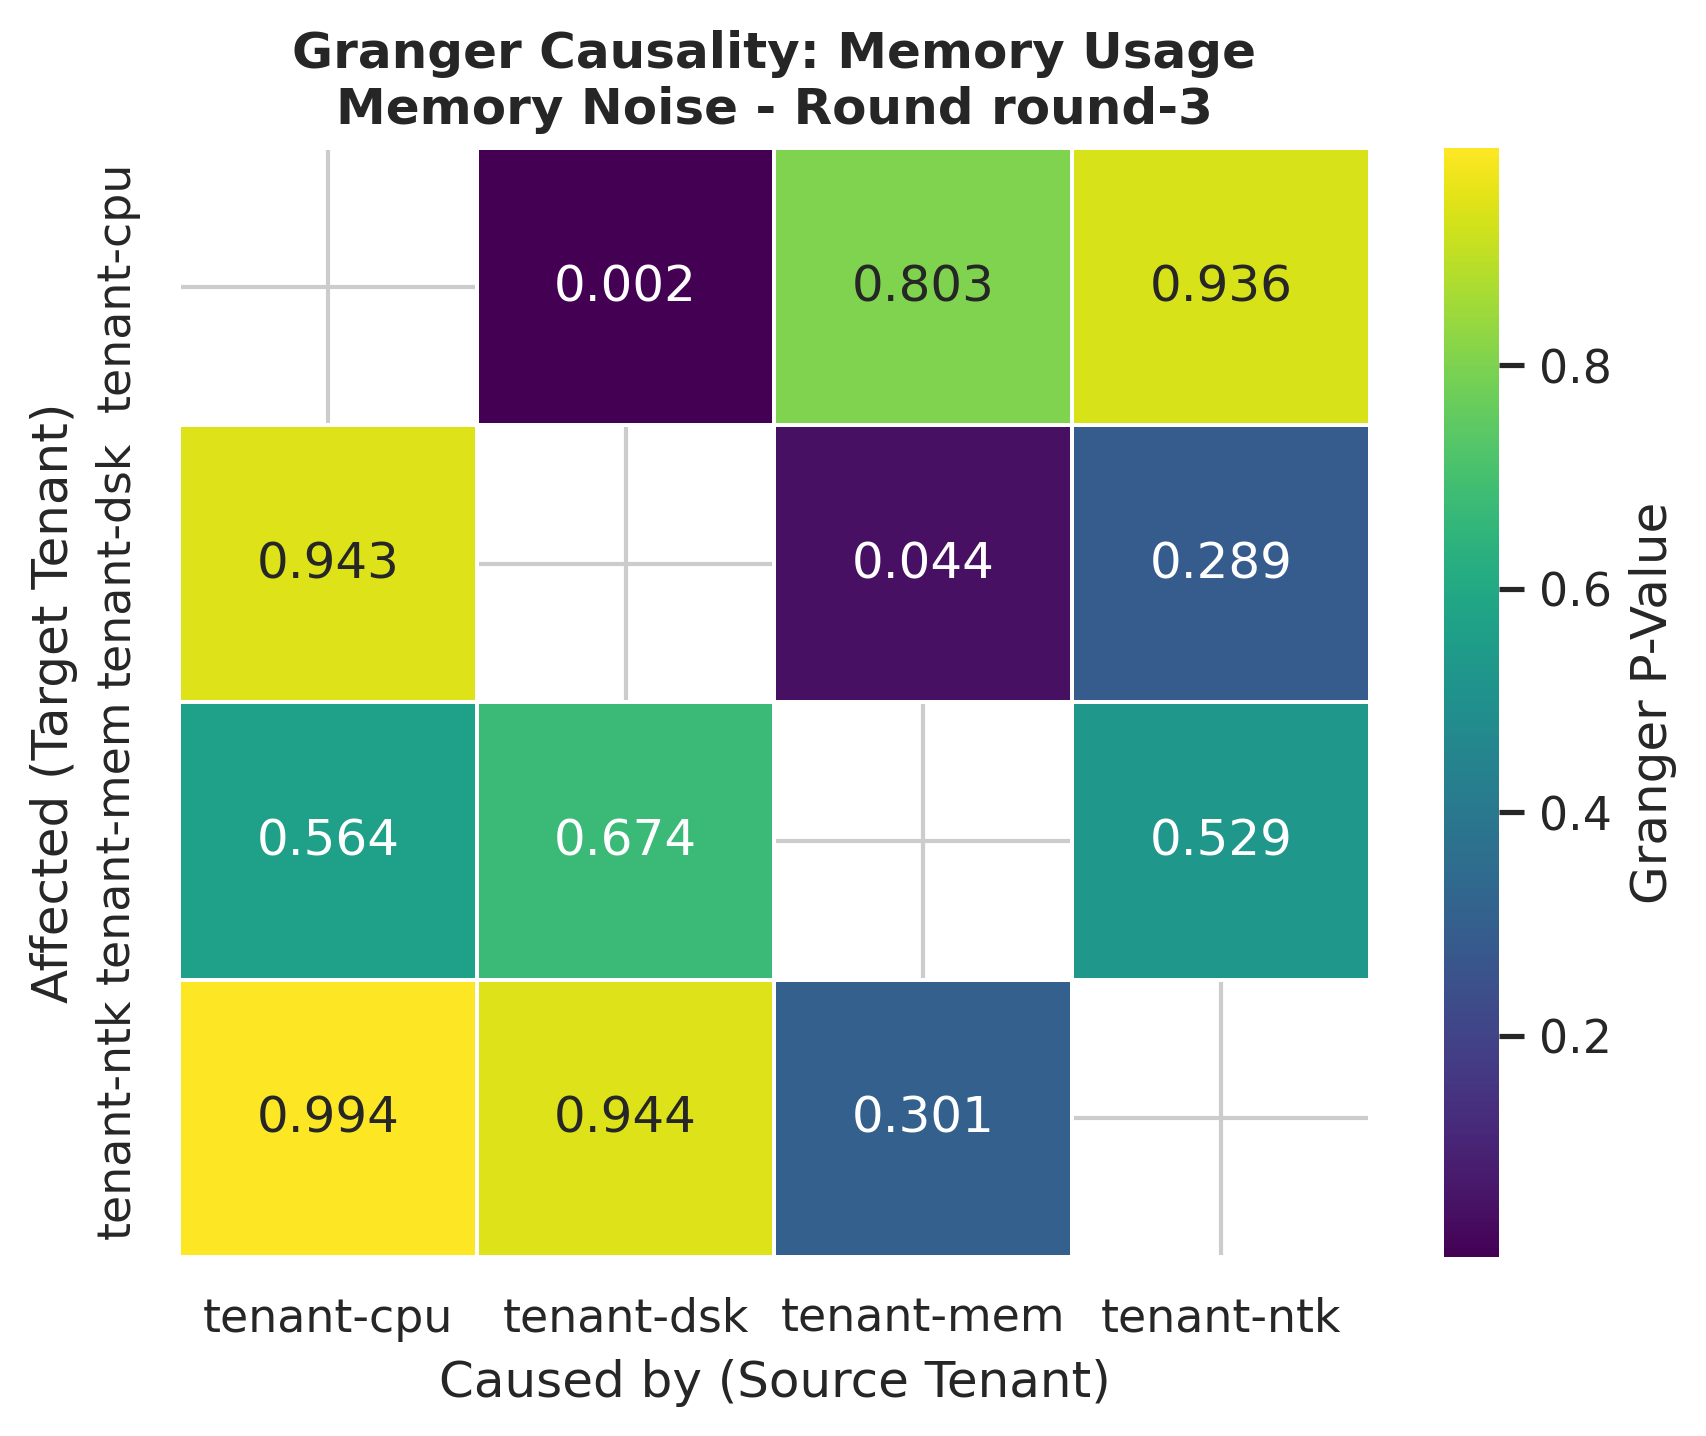 Granger Causality: Memory Usage
Memory Noise - Round round-3
Affected (Target Tenant)
tenant-cpu
0.002
0.803
0.936
tenant-dsk
0.943
0.044
0.289
tenant-mem
0.564
0.674
0.529
tenant-ntk
0.994
0.944
0.301
tenant-cpu
tenant-dsk
tenant-mem
tenant-ntk
Caused by (Source Tenant)
0.8
0.6
0.4
0.2
Granger P-Value